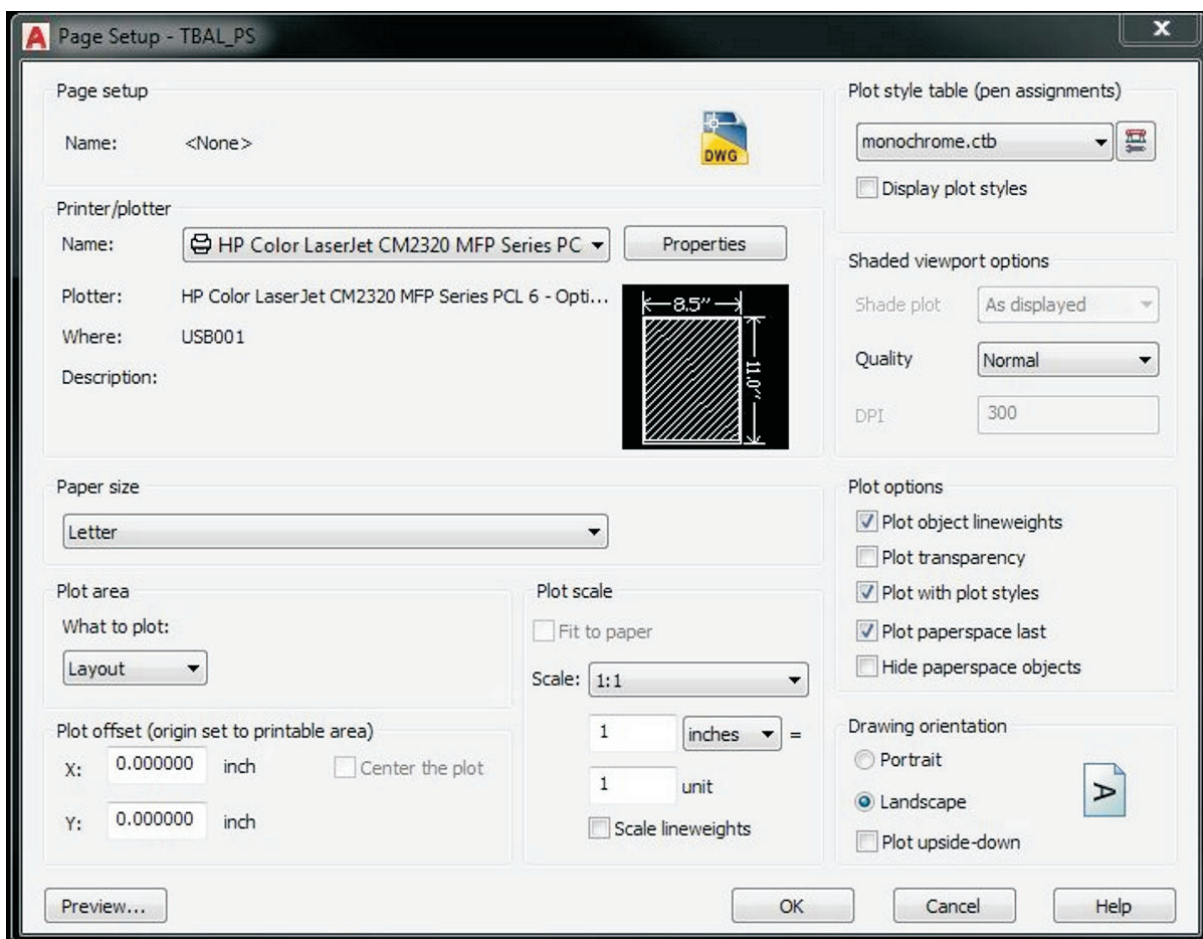 Page Setup - TBAL_PS
Page setup
Name: <None>
DWG
Printer/plotter
Name: HP Color LaserJet CM2320 MFP Series PC
Properties
Plotter: HP Color LaserJet CM2320 MFP Series PCL 6 - Opti...
Where: USB001
Description:
8.5″
11.0″
Paper size
Letter
Plot area
What to plot:
Layout
Plot offset (origin set to printable area)
X: 0.000000 inch
Center the plot
Y: 0.000000 inch
Plot scale
Fit to paper
Scale: 1:1
1 inches =
1 unit
Scale lineweights
Plot style table (pen assignments)
monochrome.ctb
Display plot styles
Shaded viewport options
Shade plot As displayed
Quality Normal
DPI 300
Plot options
Plot object lineweights
Plot transparency
Plot with plot styles
Plot paperspace last
Hide paperspace objects
Drawing orientation
Portrait
Landscape
Plot upside-down
A
Preview...
OK
Cancel
Help